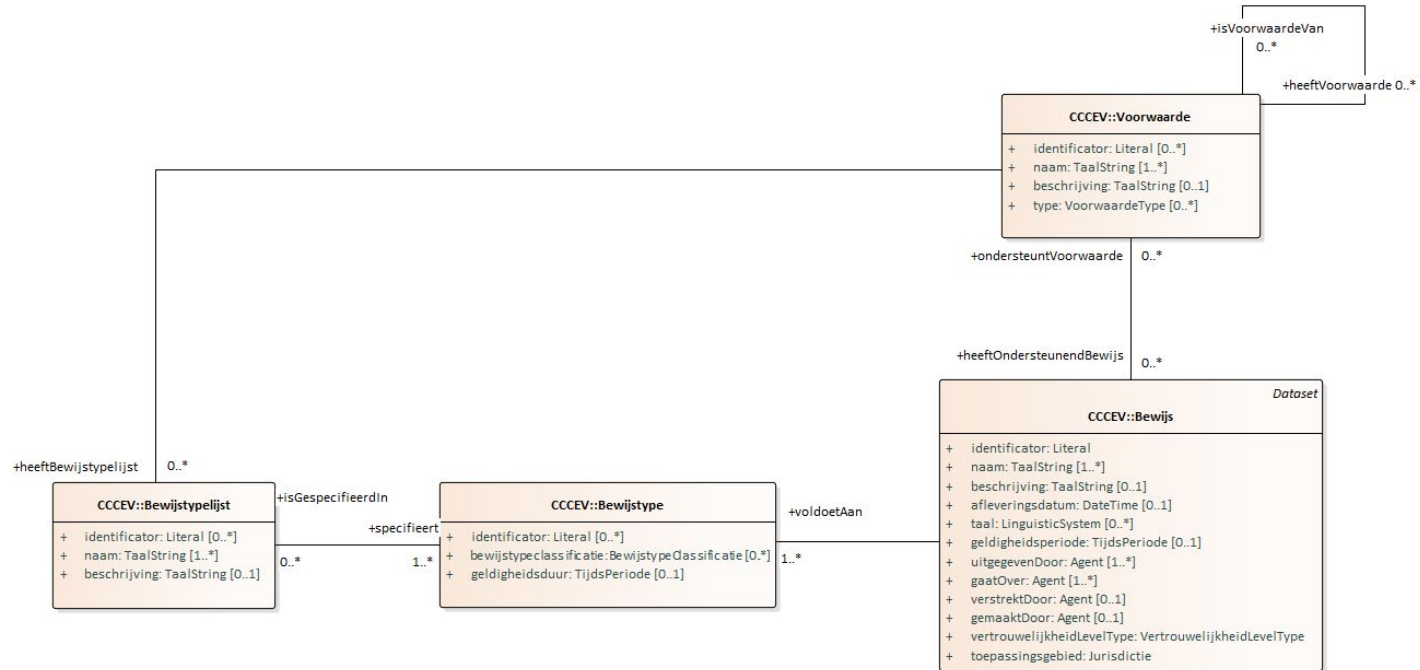 +isVoorwaardeVan
0..*
+heeftVoorwaarde 0..*
CCCEV::Voorwaarde
+ identificator: Literal [0..*]
+ naam: TaalString [1..*]
+ beschrijving: TaalString [0..1]
+ type: VoorwaardeType [0..*]
+ondersteuntVoorwaarde 0..*
+heeftOndersteunendBewijs 0..*
Dataset
CCCEV::Bewijs
+ identificator: Literal
+ naam: TaalString [1..*]
+ beschrijving: TaalString [0..1]
+ afleveringsdatum: DateTime [0..1]
+ taal: LinguisticSystem [0..*]
+ geldigheidsperiode: TijdsPeriode [0..1]
+ uitgegevenDoor: Agent [1..*]
+ gaatOver: Agent [1..*]
+ verstrektDoor: Agent [0..1]
+ gemaaktDoor: Agent [0..1]
+ vertrouwelijkheidLevelType: VertrouwelijkheidLevelType
+ toepassingsgebied: Jurisdictie
+heeftBewijstypelijst 0..*
CCCEV::Bewijstypelijst
+ identificator: Literal [0..*]
+ naam: TaalString [1..*]
+ beschrijving: TaalString [0..1]
+isGespecifieerdIn
0..*
+specifieert
1..*
CCCEV::Bewijstype
+ identificator: Literal [0..*]
+ bewijstypeclassificatie: BewijstypeClassificatie [0..*]
+ geldigheidsduur: TijdsPeriode [0..1]
+voldoetAan
1..*